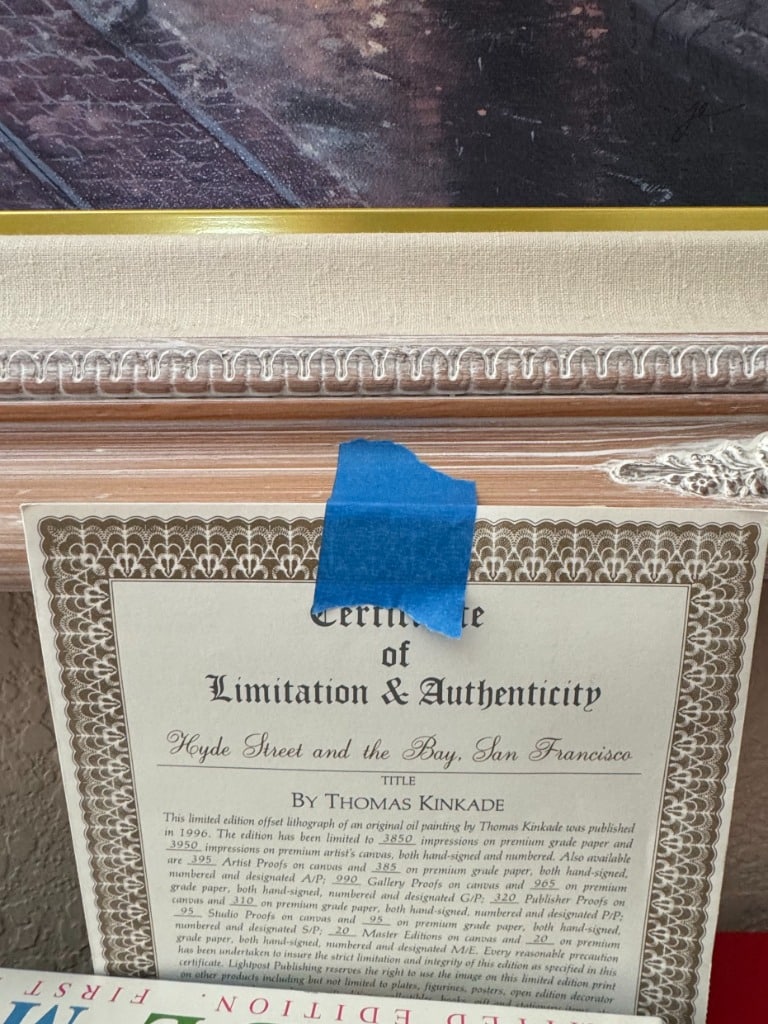 of
Limitation & Authenticity
Hyde Street and the Bay, San Francisco
TITLE
BY THOMAS KINKADE
This limited edition offset lithograph of an original oil painting by Thomas Kinkade was published
in 1996. The edition has been limited to 3850 impressions on premium grade paper and
3950 impressions on premium artist's canvas, both hand-signed and numbered. Also available
are 395 Artist Proofs on canvas and 385 on premium grade paper, both hand-signed,
numbered and designated A/P; 990 Gallery Proofs on canvas and 965 on premium
grade paper, both hand-signed, numbered and designated G/P; 320 Publisher Proofs on
canvas and 310 on premium grade paper, both hand-signed, numbered and designated P/P;
95 Studio Proofs on canvas and 95 on premium grade paper, both hand-signed,
numbered and designated S/P; 20 Master Editions on canvas and 20 on premium
grade paper, both hand-signed, numbered and designated M/E. Every reasonable precaution
has been undertaken to insure the strict limitation and integrity of this edition as specified in this
certificate. Lightpost Publishing reserves the right to use the image on this limited edition print
on other products including but not limited to plates, figurines, posters, open edition decorator
books, gift and stationery items
EDITION. FIRST